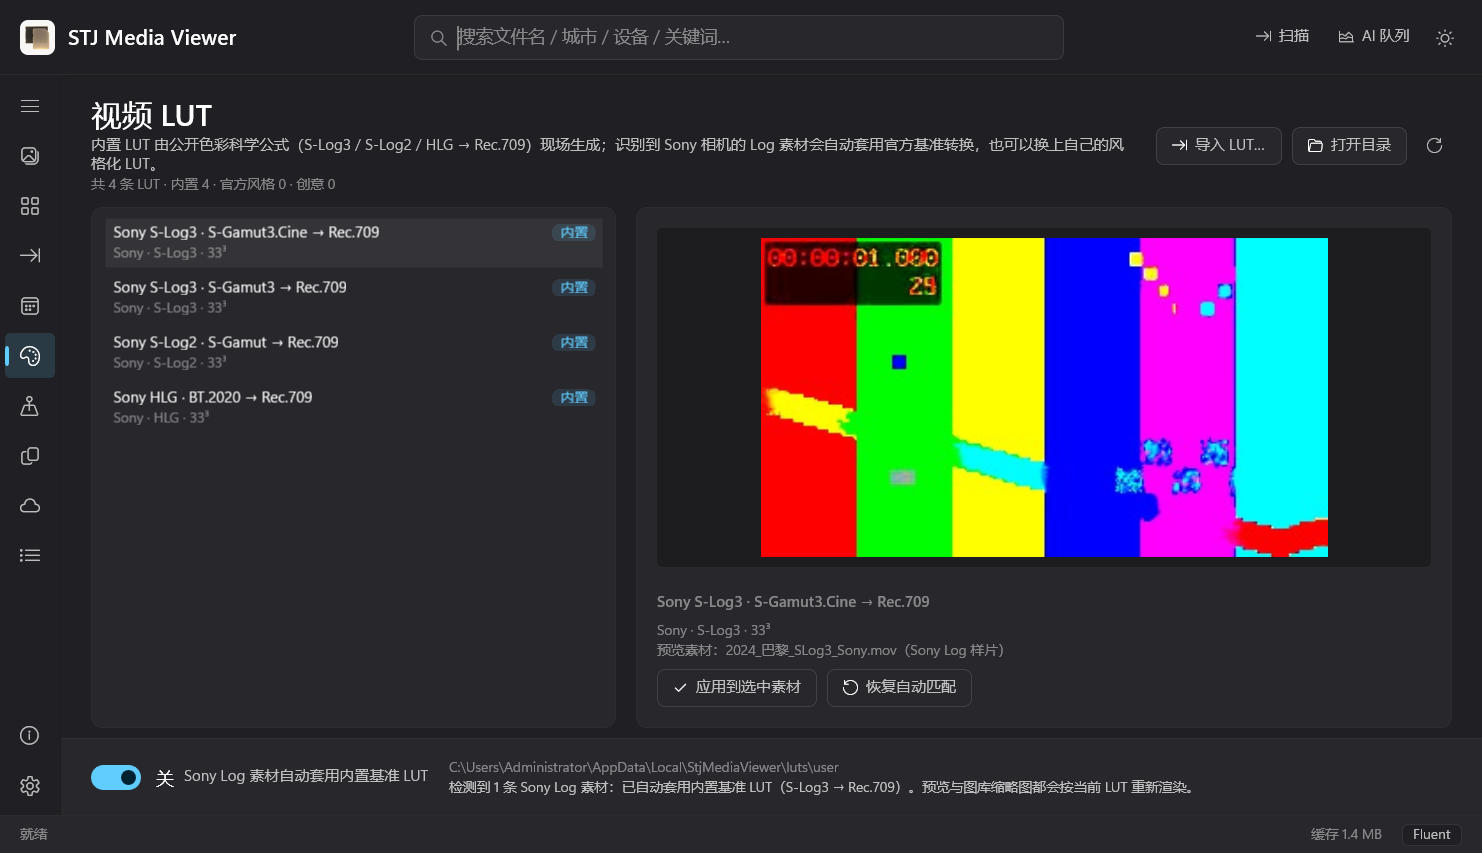 STJ Media Viewer
搜索文件名 / 城市 / 设备 / 关键词...
扫描
AI 队列
视频 LUT
内置 LUT 由公开色彩科学公式（S-Log3 / S-Log2 / HLG → Rec.709）现场生成；识别到 Sony 相机的 Log 素材会自动套用官方基准转换，也可以换上自己的风
格化 LUT。
共 4 条 LUT · 内置 4 · 官方风格 0 · 创意 0
导入 LUT...
打开目录
Sony S-Log3 · S-Gamut3.Cine → Rec.709
内置
Sony · S-Log3 · 33³
Sony S-Log3 · S-Gamut3 → Rec.709
内置
Sony · S-Log3 · 33³
Sony S-Log2 · S-Gamut → Rec.709
内置
Sony · S-Log2 · 33³
Sony HLG · BT.2020 → Rec.709
内置
Sony · HLG · 33³
00:00:01.000
25
Sony S-Log3 · S-Gamut3.Cine → Rec.709
Sony · S-Log3 · 33³
预览素材：2024_巴黎_SLog3_Sony.mov（Sony Log 样片）
应用到选中素材
恢复自动匹配
关
Sony Log 素材自动套用内置基准 LUT
C:\Users\Administrator\AppData\Local\StjMediaViewer\luts\user
检测到 1 条 Sony Log 素材：已自动套用内置基准 LUT（S-Log3 → Rec.709）。预览与图库缩略图都会按当前 LUT 重新渲染。
就绪
缓存 1.4 MB
Fluent